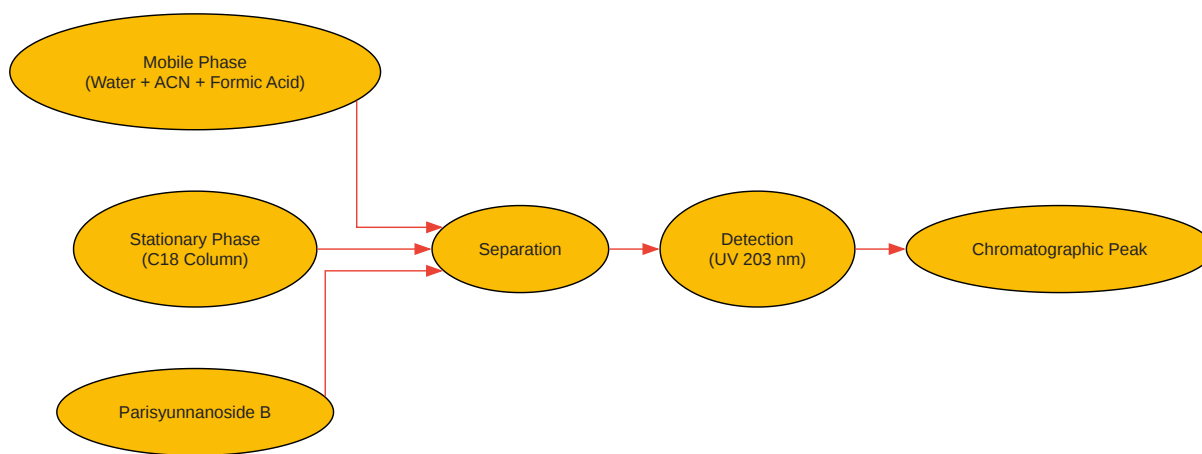 Mobile Phase
(Water + ACN + Formic Acid)
Stationary Phase
(C18 Column)
Parisyunnanoside B
Separation
Detection
(UV 203 nm)
Chromatographic Peak